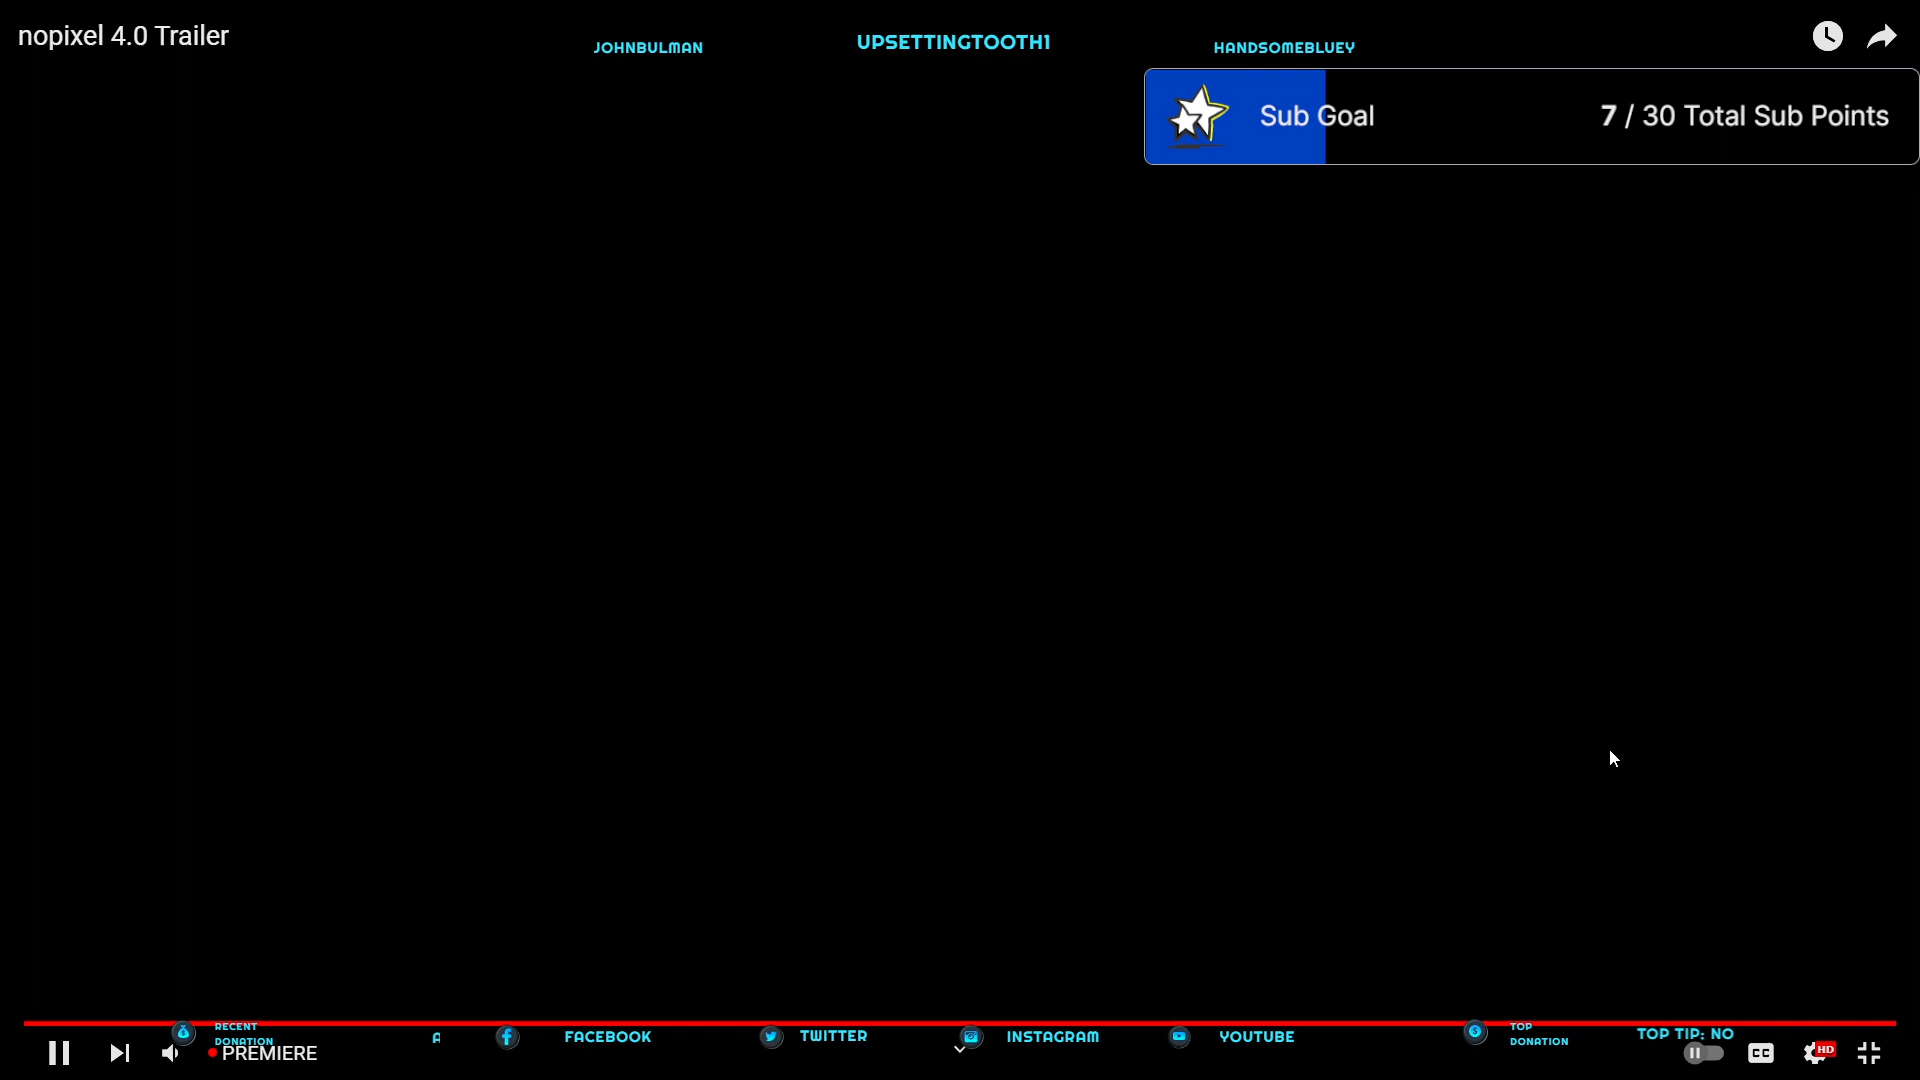 nopixel 4.0 Trailer
JOHNBULMAN
UPSETTINGTOOTH1
HANDSOMEBLUEY
Sub Goal
7 / 30 Total Sub Points
RECENT
DONATION
A
FACEBOOK
TWITTER
INSTAGRAM
YOUTUBE
TOP
DONATION
TOP TIP: NO
PREMIERE
CC
HD